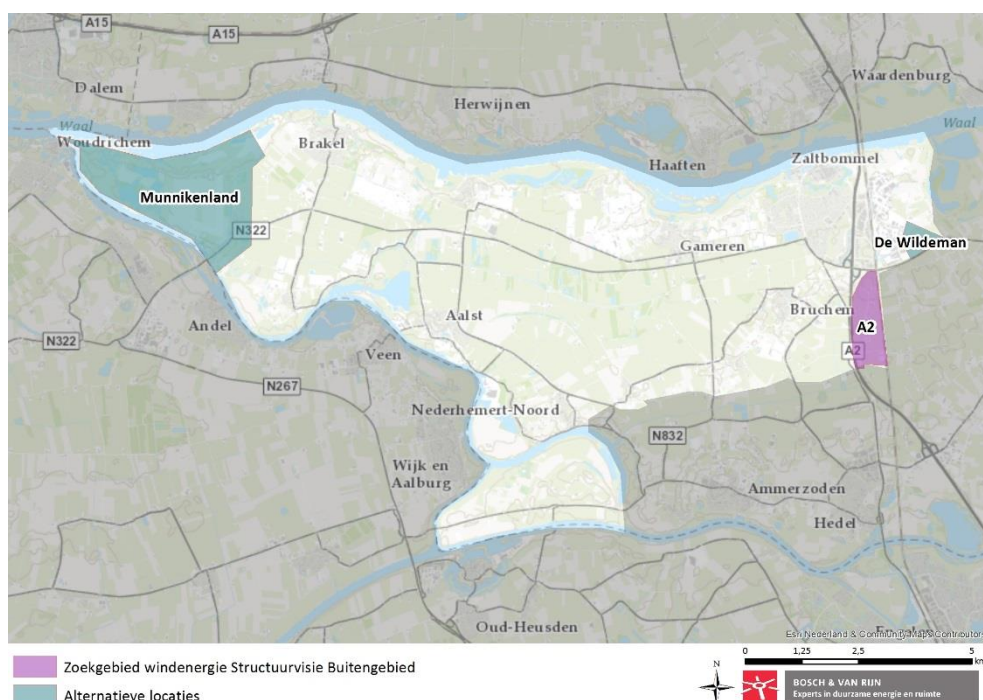 A15
A15
Dalem
Waardenburg
Herwijnen
Waal
Waal
Woudrichem
Brakel
Haaften
Zaltbommel
Munnikenland
N322
Gameren
De Wildeman
Andel
Aalst
Bruchem
A2
A2
N322
Veen
N267
Nederhemert-Noord
N832
Wijk en
Aalburg
Ammerzoden
Hedel
Oud-Heusden
Esri Nederland & Community Maps Contributors
Zoekgebied windenergie Structuurvisie Buitengebied
Alternatieve locaties
N
0 1,25 2,5 5
km
BOSCH & VAN RIJN
Experts in duurzame energie en ruimte